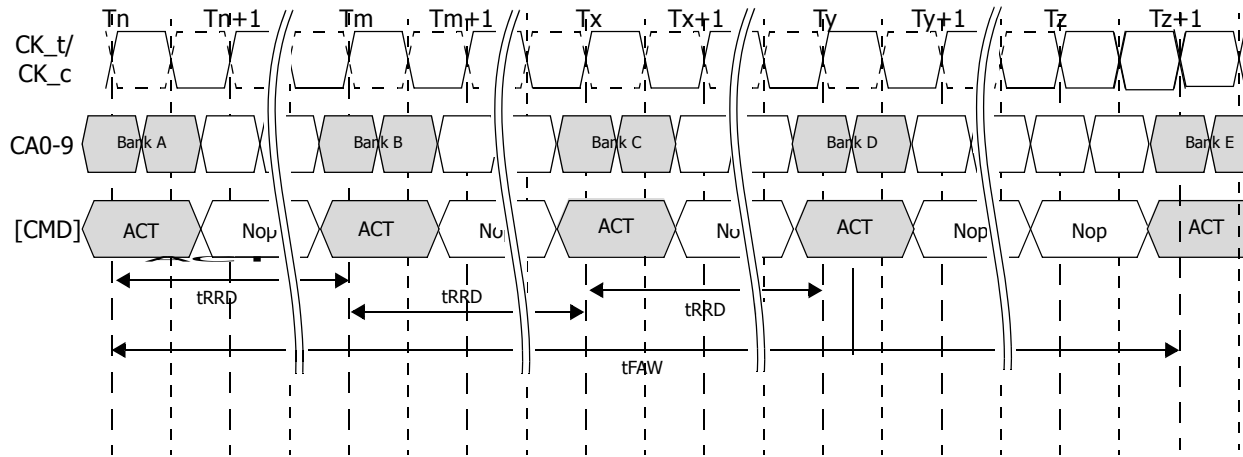 Tn Tn+1 Tm Tm+1 Tx Tx+1 Ty Ty+1 Tz Tz+1
CK_t/
CK_c
CA0-9 Bank A Bank B Bank C Bank D Bank E
[CMD] ACT Nop ACT ACT ACT Nop Nop ACT
tRRD tRRD tRRD
tFAW